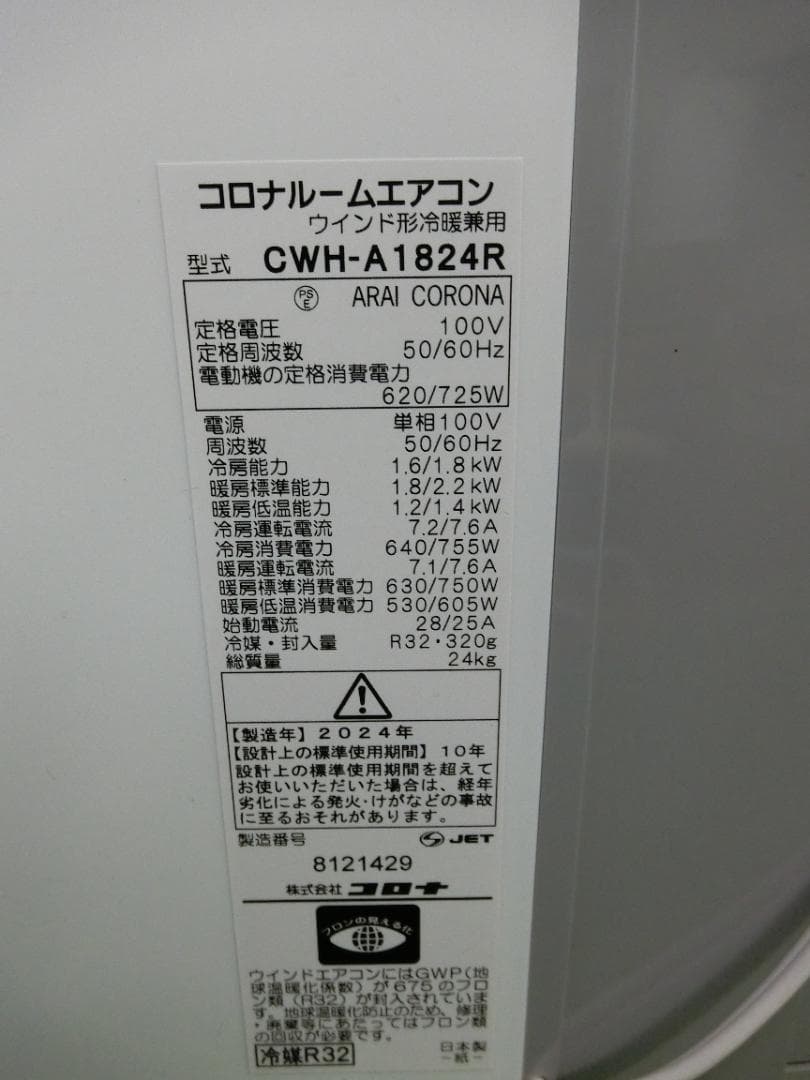 コロナルームエアコン
ウインド形冷暖兼用
型式 CWH-A1824R
PSE ARAI CORONA
定格電圧 100V
定格周波数 50/60Hz
電動機の定格消費電力
620/725W
電源 単相100V
周波数 50/60Hz
冷房能力 1.6/1.8kW
暖房標準能力 1.8/2.2kW
暖房低温能力 1.2/1.4kW
冷房運転電流 7.2/7.6A
冷房消費電力 640/755W
暖房運転電流 7.1/7.6A
暖房標準消費電力 630/750W
暖房低温消費電力 530/605W
始動電流 28/25A
冷媒・封入量 R32・320g
総質量 24kg
【製造年】2024年
【設計上の標準使用期間】10年
設計上の標準使用期間を超えて
お使いいただいた場合は、経年
劣化による発火・けがなどの事故
に至るおそれがあります。
製造番号 JET
8121429
株式会社 コロナ
フロンの見える化
ウインドエアコンにはGWP(地
球温暖化係数)が675のフロ
ン類(R32)が封入されていま
す。地球温暖化防止のため、修理
・廃棄等にあたってはフロン類
の回収が必要です。
冷媒R32 日本製
-紙-